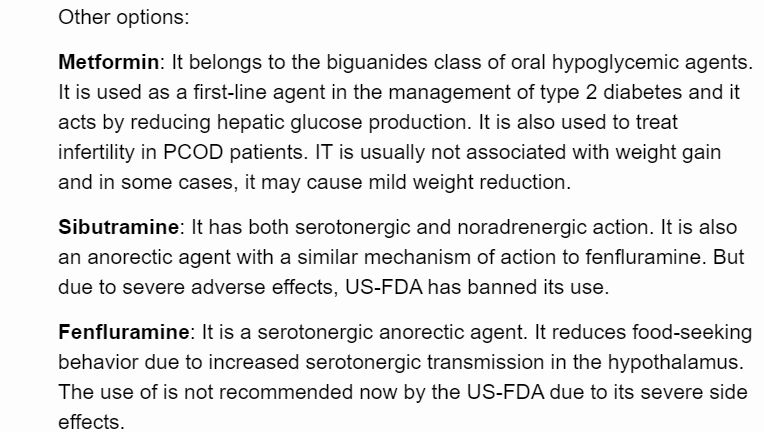 Other options:
Metformin: It belongs to the biguanides class of oral hypoglycemic agents.
It is used as a first-line agent in the management of type 2 diabetes and it
acts by reducing hepatic glucose production. It is also used to treat
infertility in PCOD patients. IT is usually not associated with weight gain
and in some cases, it may cause mild weight reduction.
Sibutramine: It has both serotonergic and noradrenergic action. It is also
an anorectic agent with a similar mechanism of action to fenfluramine. But
due to severe adverse effects, US-FDA has banned its use.
Fenfluramine: It is a serotonergic anorectic agent. It reduces food-seeking
behavior due to increased serotonergic transmission in the hypothalamus.
The use of is not recommended now by the US-FDA due to its severe side
effects.